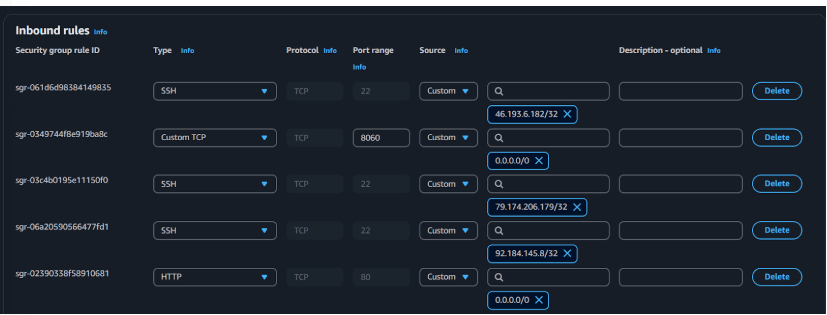 Inbound rules Info
Security group rule ID Type Info Protocol Info Port range Info Source Info Description - optional Info
sgr-061d6d98384149835 SSH TCP 22 Custom Delete
46.193.6.182/32
sgr-0349744f8e919ba8c Custom TCP TCP 8060 Custom Delete
0.0.0.0/0
sgr-03c4b0195e11150f0 SSH TCP 22 Custom Delete
79.174.206.179/32
sgr-06a20590566477fd1 SSH TCP 22 Custom Delete
92.184.145.8/32
sgr-02390338f58910681 HTTP TCP 80 Custom Delete
0.0.0.0/0